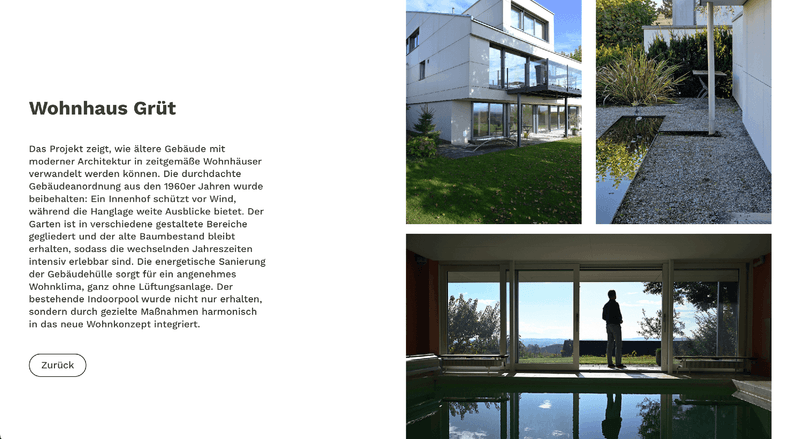 Wohnhaus Grüt
Das Projekt zeigt, wie ältere Gebäude mit
moderner Architektur in zeitgemäße Wohnhäuser
verwandelt werden können. Die durchdachte
Gebäudeanordnung aus den 1960er Jahren wurde
beibehalten: Ein Innenhof schützt vor Wind,
während die Hanglage weite Ausblicke bietet. Der
Garten ist in verschiedene gestaltete Bereiche
gegliedert und der alte Baumbestand bleibt
erhalten, sodass die wechselnden Jahreszeiten
intensiv erlebbar sind. Die energetische Sanierung
der Gebäudehülle sorgt für ein angenehmes
Wohnklima, ganz ohne Lüftungsanlage. Der
bestehende Indoorpool wurde nicht nur erhalten,
sondern durch gezielte Maßnahmen harmonisch
in das neue Wohnkonzept integriert.
Zurück